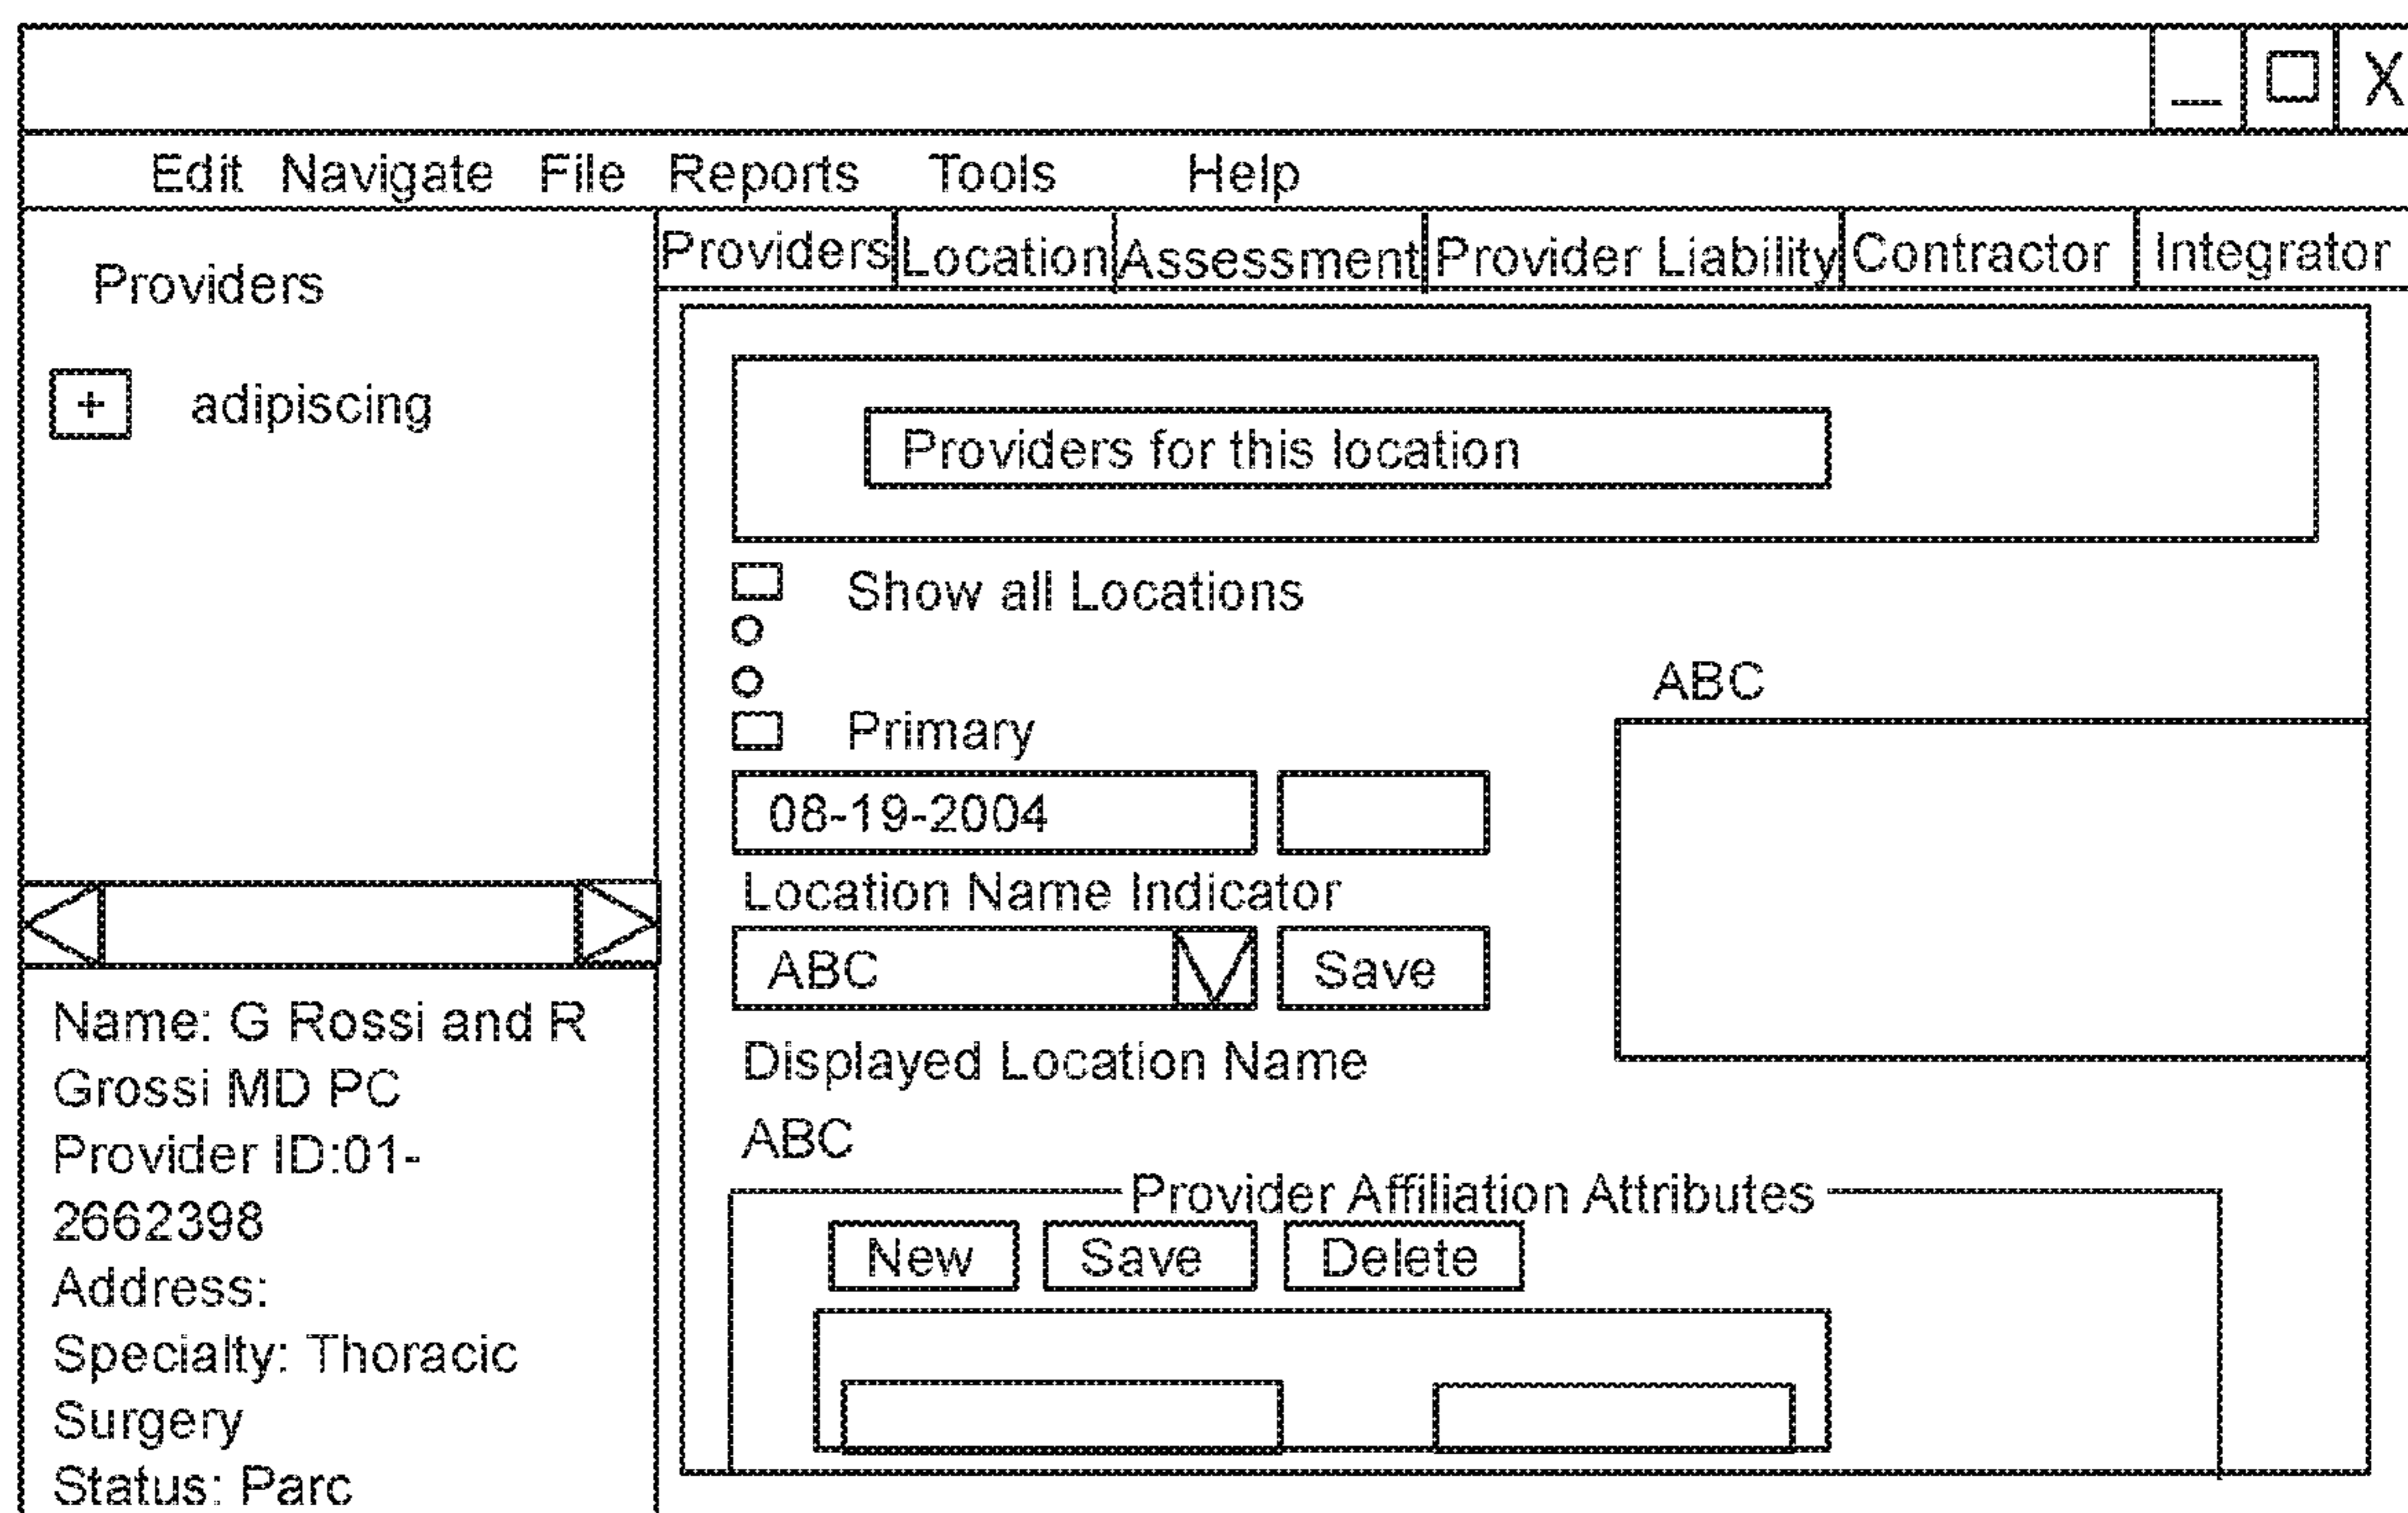 X
Edit Navigate File Reports Tools Help
Providers Location Assessment Provider Liability Contractor Integrator
Providers
+ adipiscing
Name: G Rossi and R
Grossi MD PC
Provider ID:01-
2662398
Address:
Specialty: Thoracic
Surgery
Status: Parc
Providers for this location
Show all Locations
Primary
08-19-2004
Location Name Indicator
ABC Save
Displayed Location Name
ABC
ABC
Provider Affiliation Attributes
New Save Delete